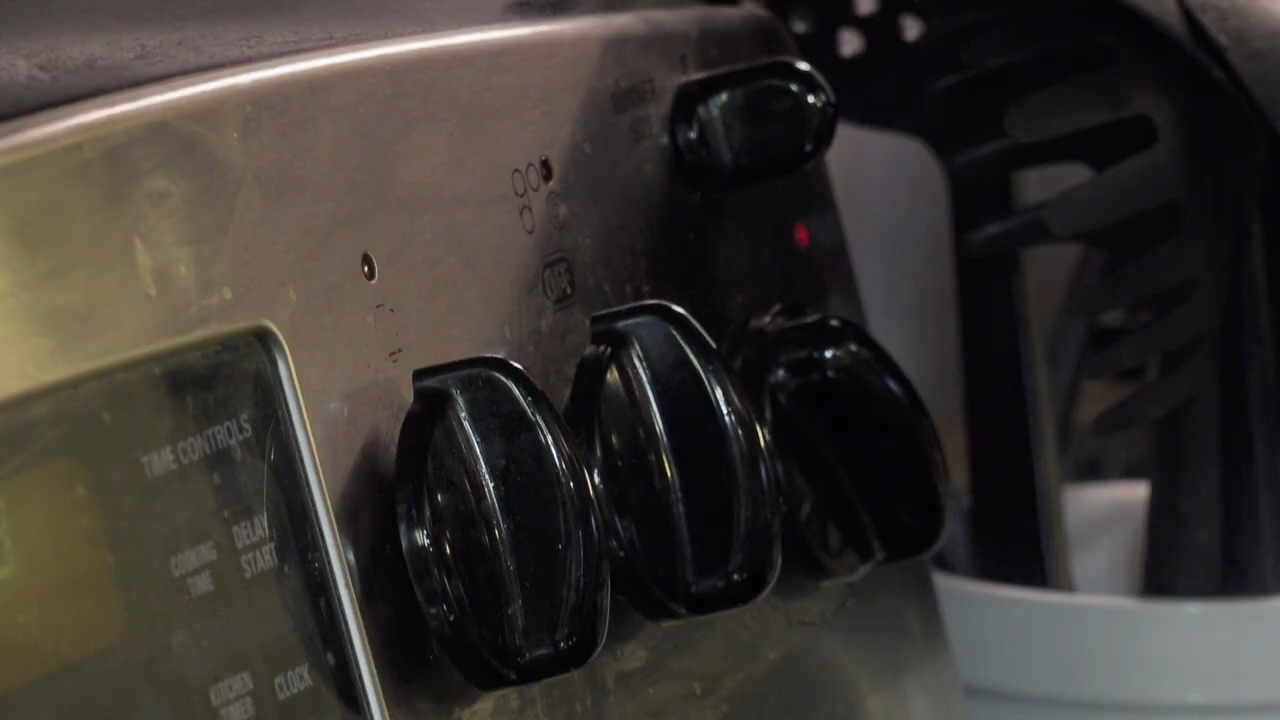 OFF
TIME CONTROLS
COOKING
TIME
DELAY
START
KITCHEN
TIMER
CLOCK